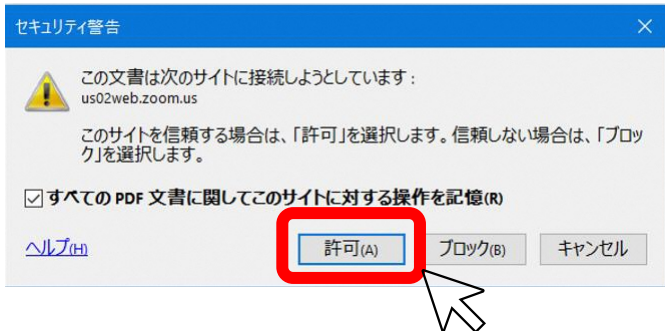 セキュリティ警告
この文書は次のサイトに接続しようとしています :
us02web.zoom.us
このサイトを信頼する場合は、「許可」を選択します。信頼しない場合は、「ブロッ
ク」を選択します。
すべての PDF 文書に関してこのサイトに対する操作を記憶(R)
ヘルプ(H) 許可(A) ブロック(B) キャンセル